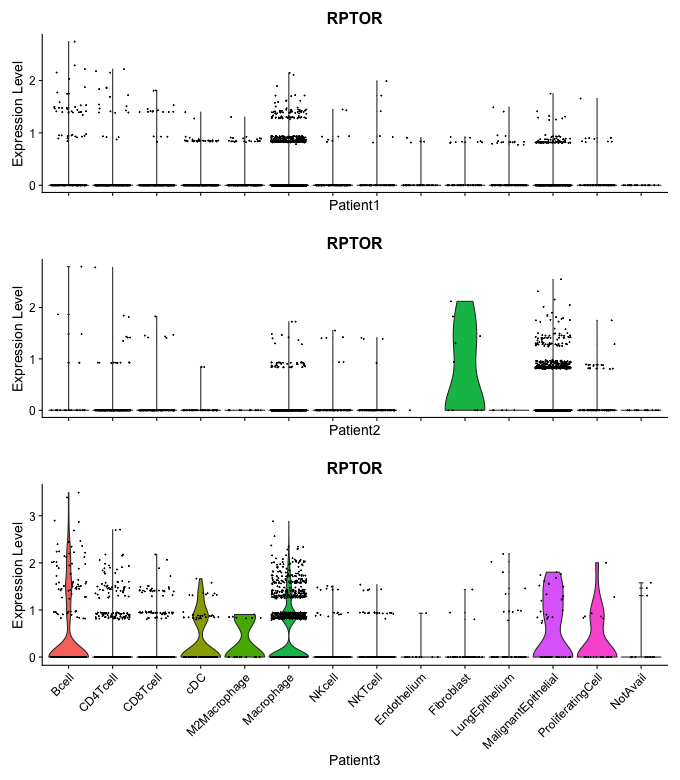 RPTOR
Expression Level
2
1
0
Patient1
RPTOR
Expression Level
2
1
0
Patient2
RPTOR
Expression Level
3
2
1
0
Bcell
CD4Tcell
CD8Tcell
cDC
M2Macrophage
Macrophage
NKcell
NKTcell
Endothelium
Fibroblast
LungEpithelium
MalignantEpithelial
ProliferatingCell
NotAvail
Patient3